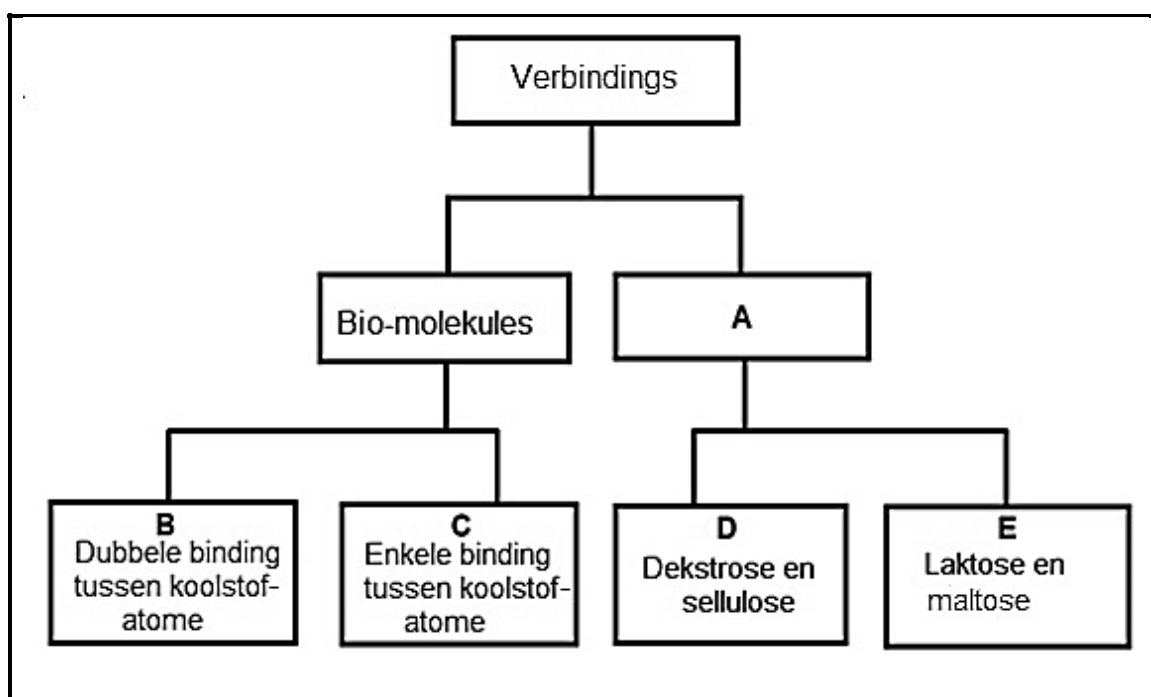 Verbindings
Bio-molekules
A
B
Dubbele binding
tussen koolstof-
atome
C
Enkele binding
tussen koolstof-
atome
D
Dekstrose en
sellulose
E
Laktose en
maltose